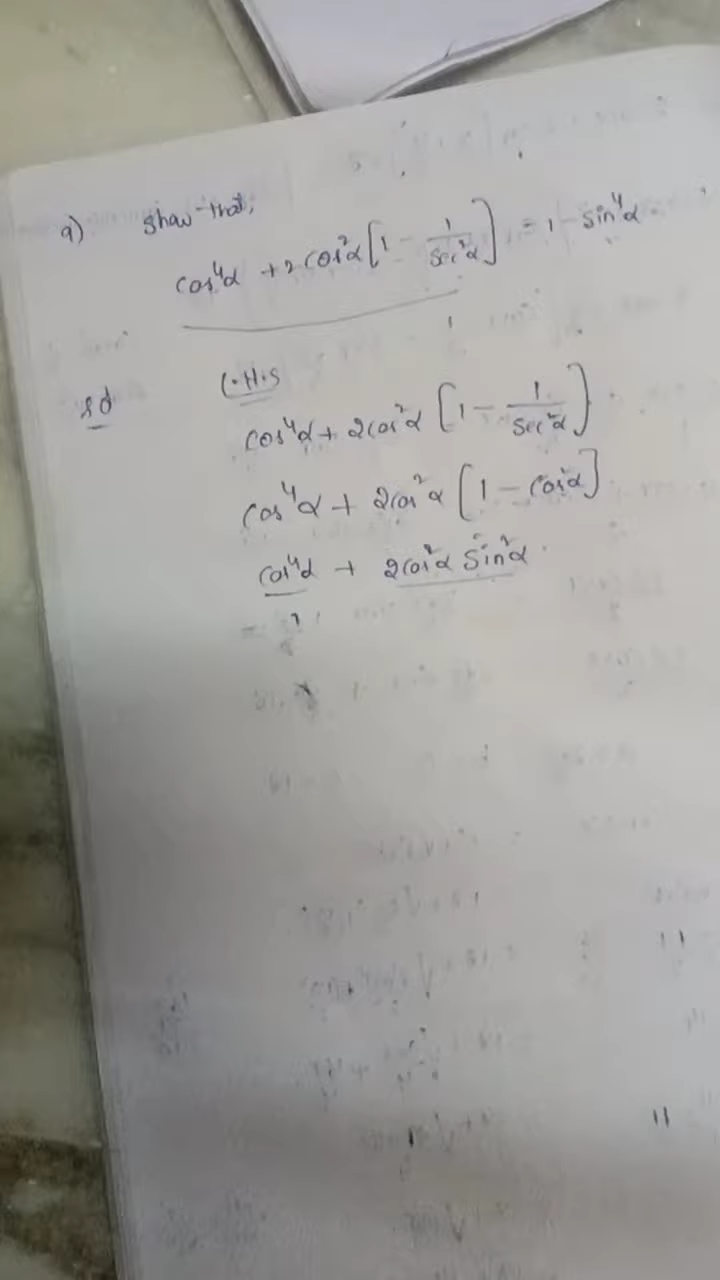 a) Show that,
cos⁴α + 2cos²α [1 - 1/sec²α] = 1 - sin⁴α
sol L.H.S
cos⁴α + 2cos²α [1 - 1/sec²α]
cos⁴α + 2cos²α [1 - cos²α]
cos⁴α + 2cos²α sin²α